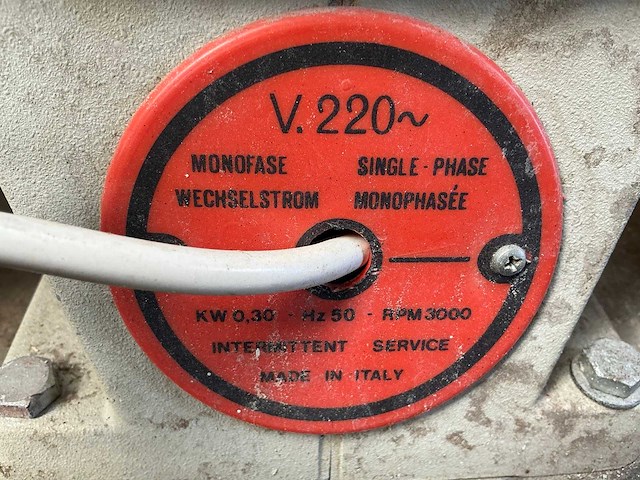 V. 220~
MONOFASE SINGLE-PHASE
WECHSELSTROM MONOPHASÉE
KW 0,30 - Hz 50 - RPM 3000
INTERMITTENT SERVICE
MADE IN ITALY